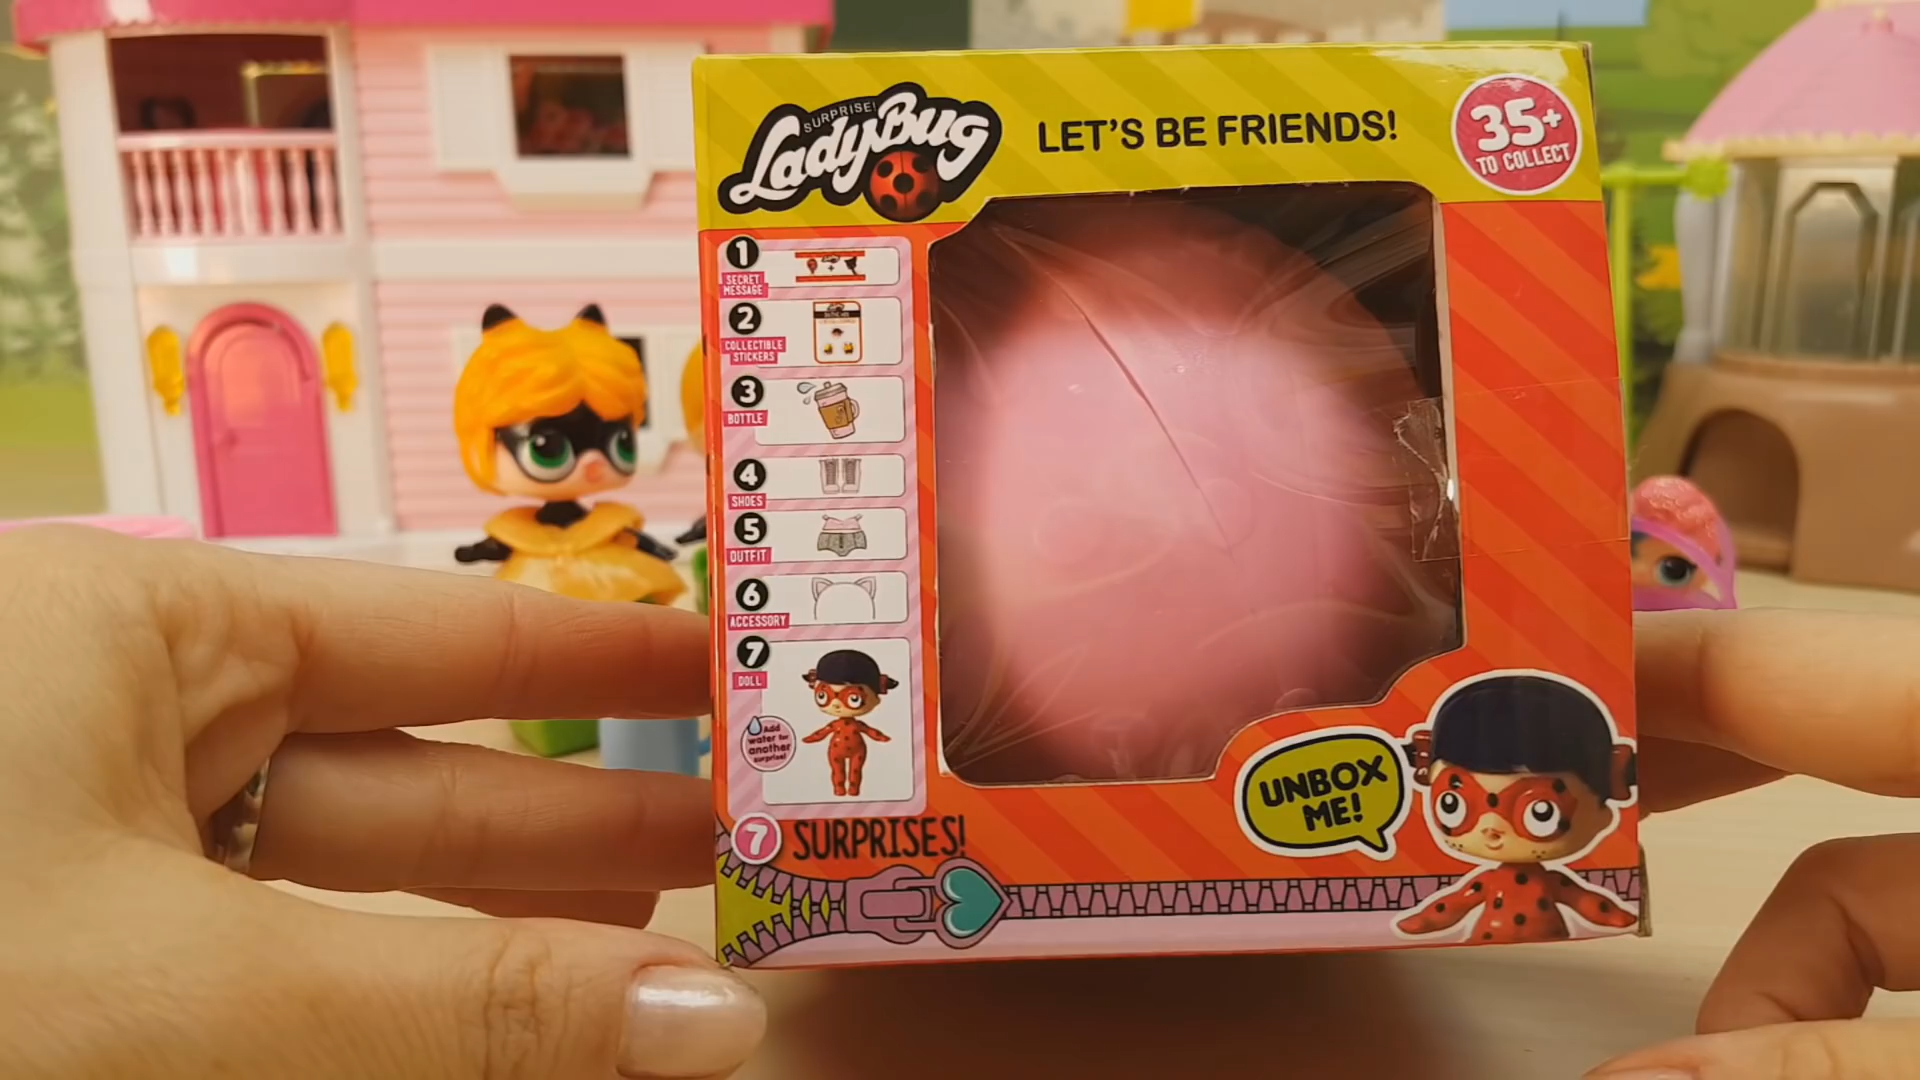 SURPRISE!
LadyBug
LET'S BE FRIENDS!
35+
TO COLLECT
1
SECRET
MESSAGE
2
COLLECTIBLE
STICKERS
3
BOTTLE
4
SHOES
5
OUTFIT
6
ACCESSORY
7
DOLL
Add
water for
another
surprise!
7 SURPRISES!
UNBOX
ME!